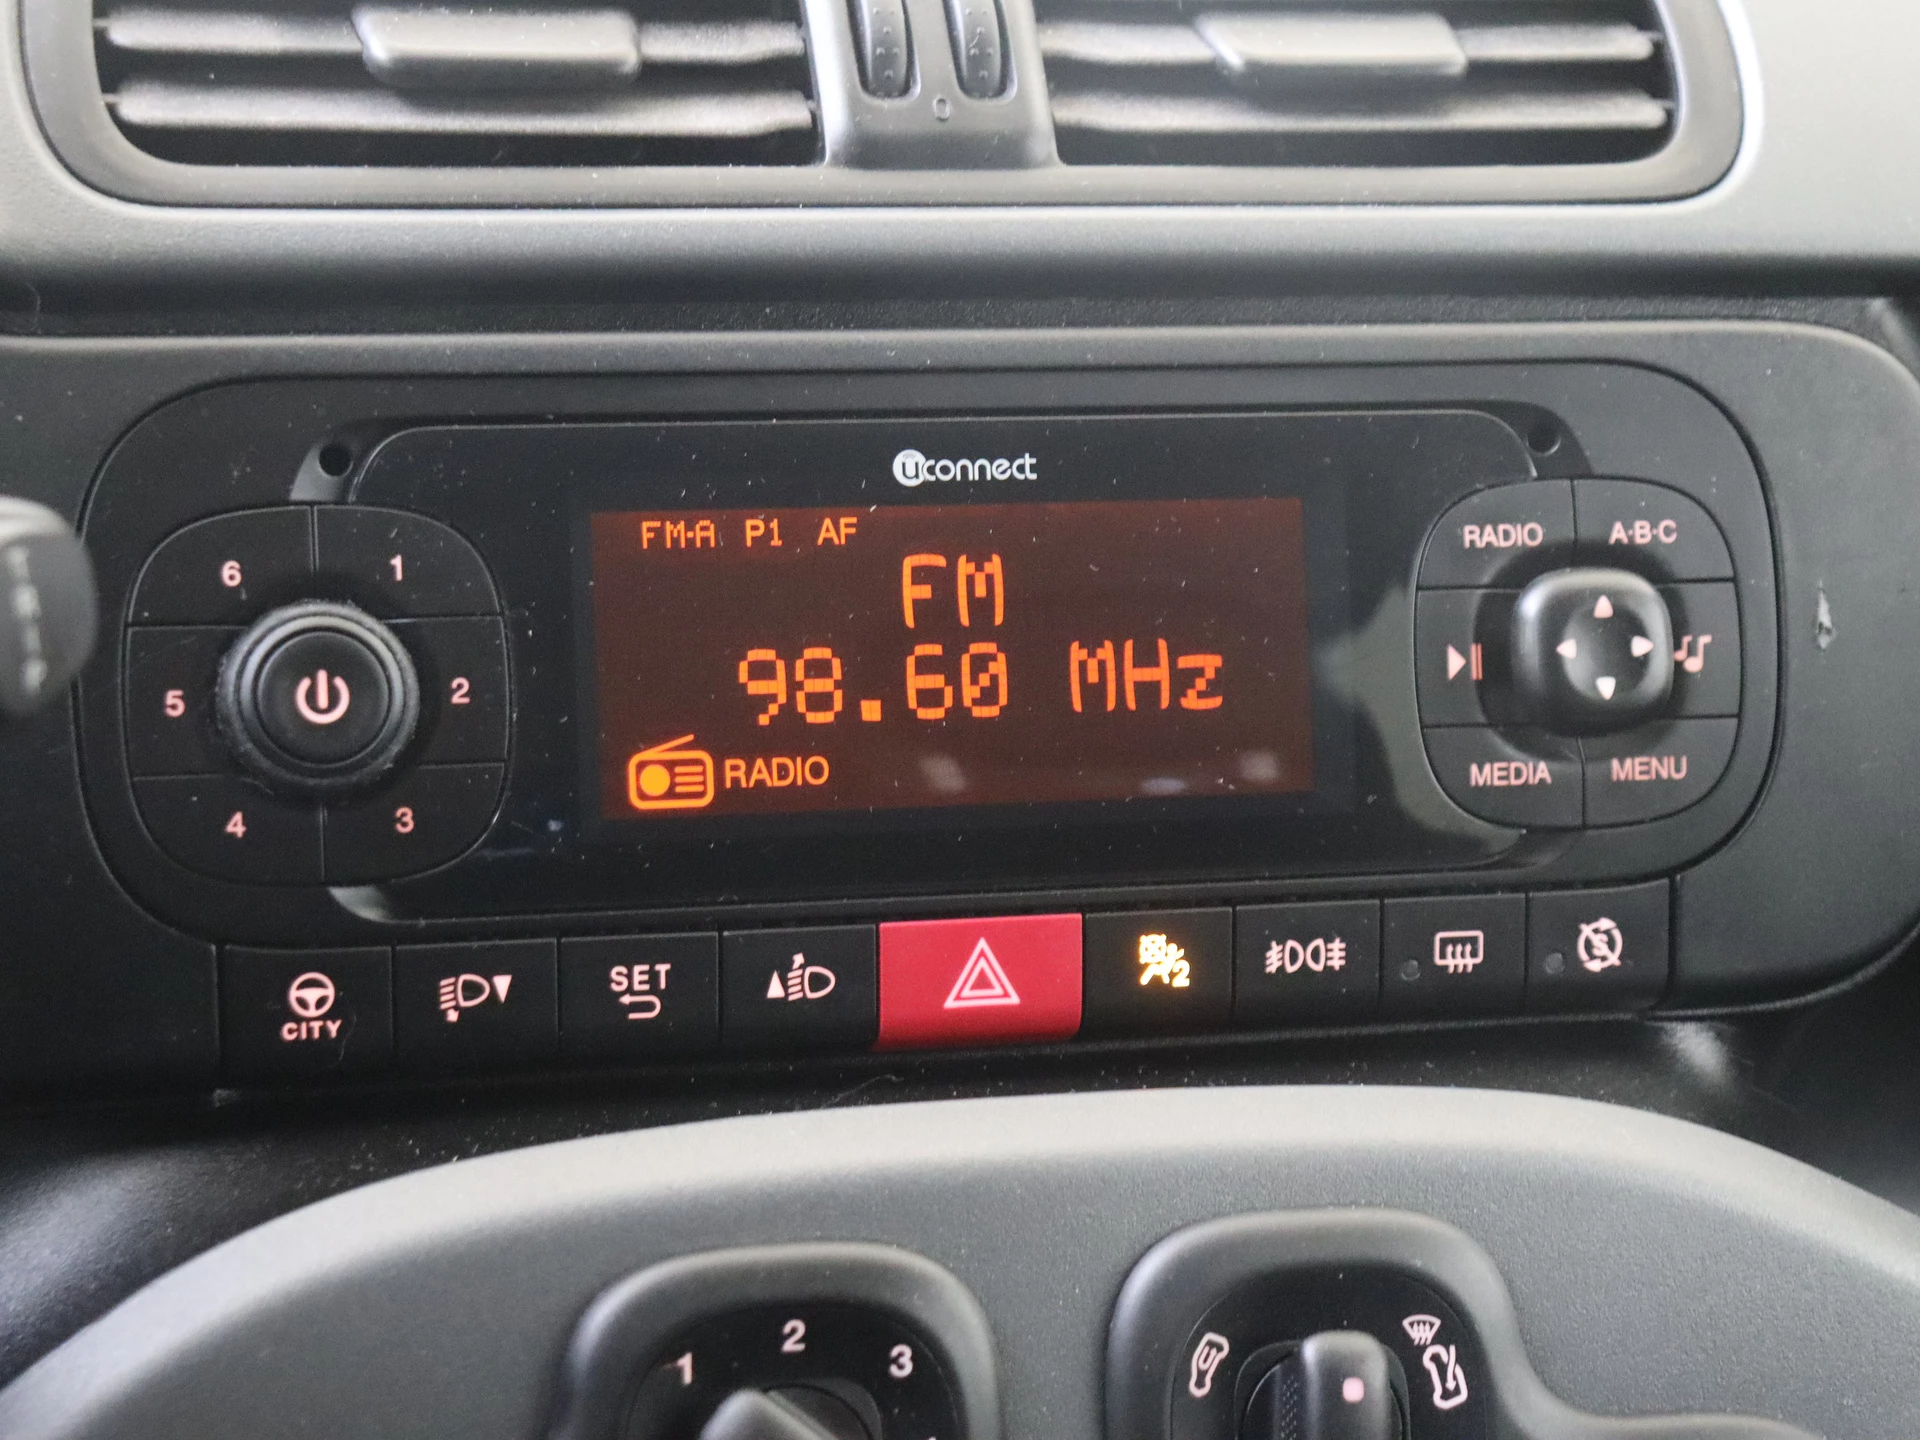 0
uconnect
FM-A P1 AF
FM
98.60 MHz
RADIO
6
1
5
2
4
3
RADIO
A·B·C
MEDIA
MENU
CITY
SET
2
1
2
3